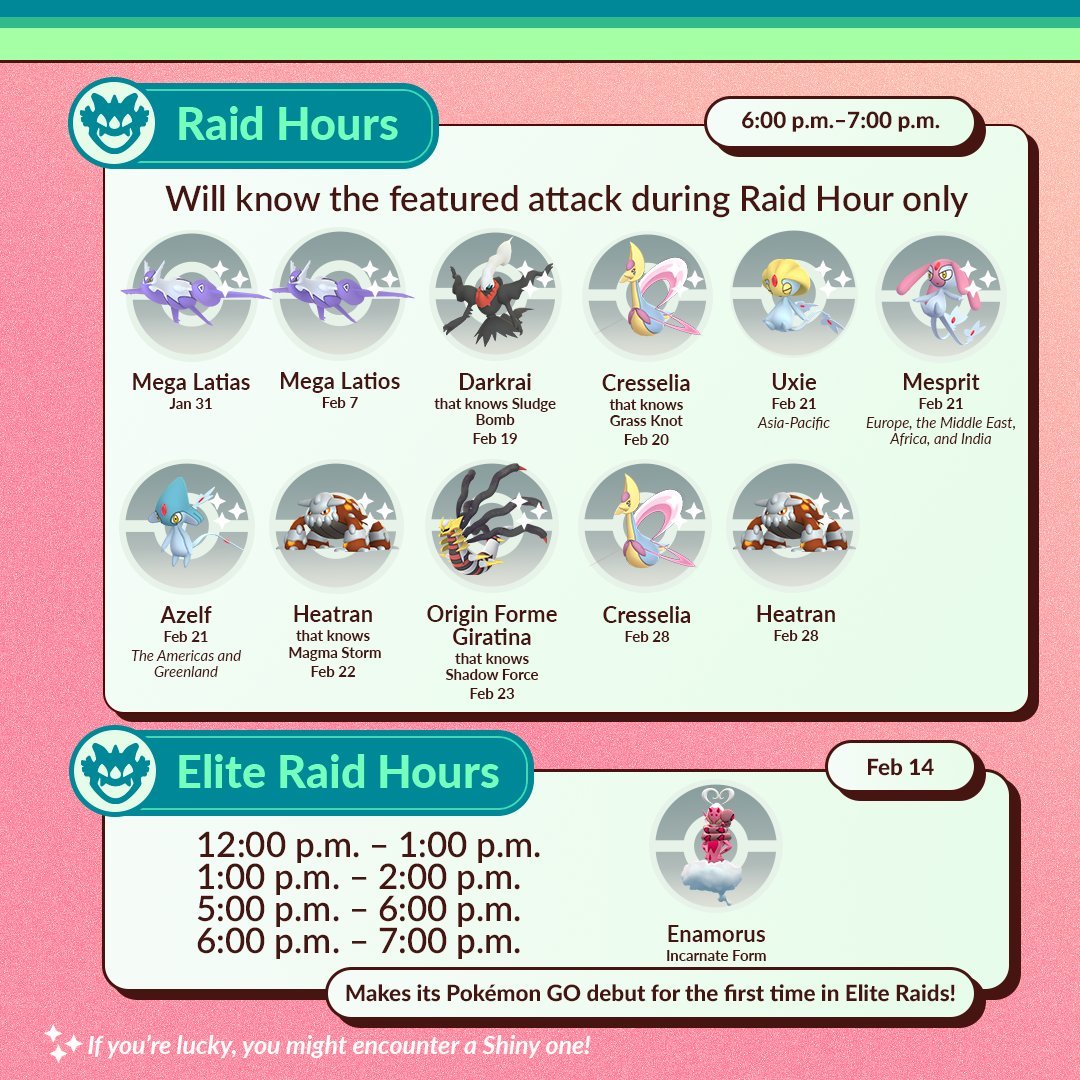 Raid Hours
6:00 p.m.–7:00 p.m.
Will know the featured attack during Raid Hour only
Mega Latias
Jan 31
Mega Latios
Feb 7
Darkrai
that knows Sludge
Bomb
Feb 19
Cresselia
that knows
Grass Knot
Feb 20
Uxie
Feb 21
Asia-Pacific
Mesprit
Feb 21
Europe, the Middle East,
Africa, and India
Azelf
Feb 21
The Americas and
Greenland
Heatran
that knows
Magma Storm
Feb 22
Origin Forme
Giratina
that knows
Shadow Force
Feb 23
Cresselia
Feb 28
Heatran
Feb 28
Elite Raid Hours
Feb 14
12:00 p.m. – 1:00 p.m.
1:00 p.m. – 2:00 p.m.
5:00 p.m. – 6:00 p.m.
6:00 p.m. – 7:00 p.m.
Enamorus
Incarnate Form
Makes its Pokémon GO debut for the first time in Elite Raids!
If you're lucky, you might encounter a Shiny one!